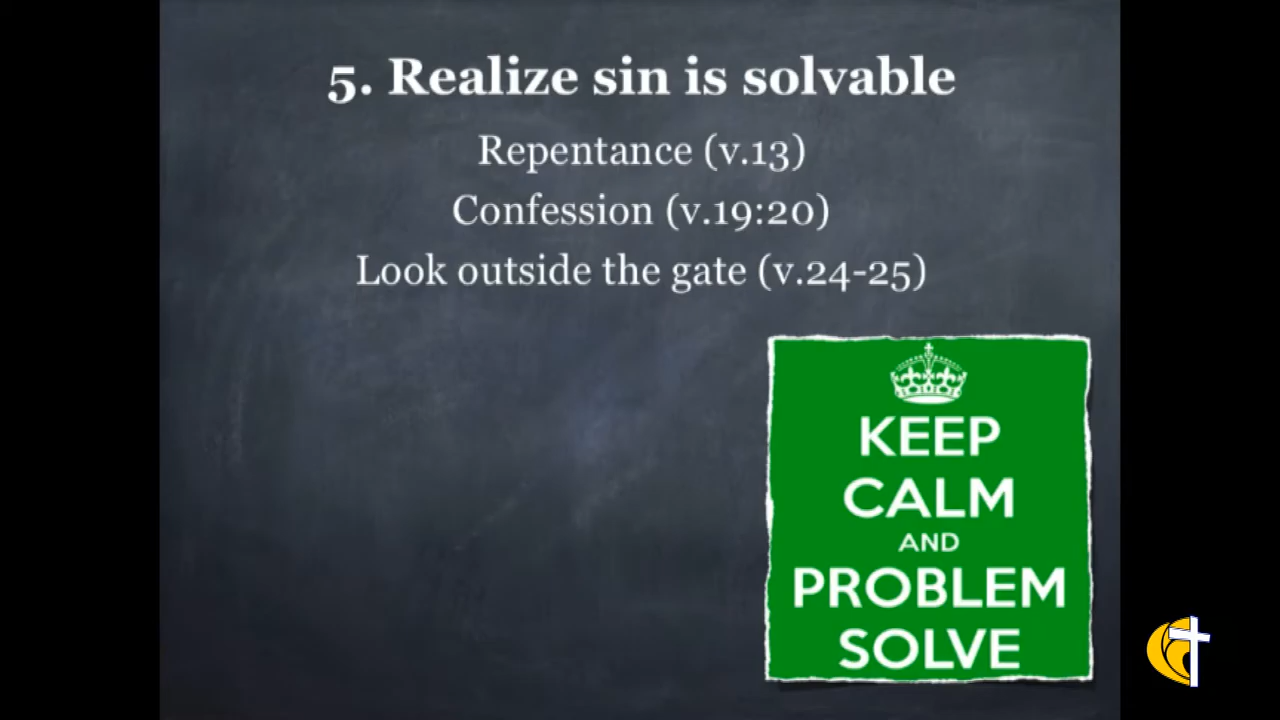 5. Realize sin is solvable
Repentance (v.13)
Confession (v.19:20)
Look outside the gate (v.24-25)
KEEP
CALM
AND
PROBLEM
SOLVE